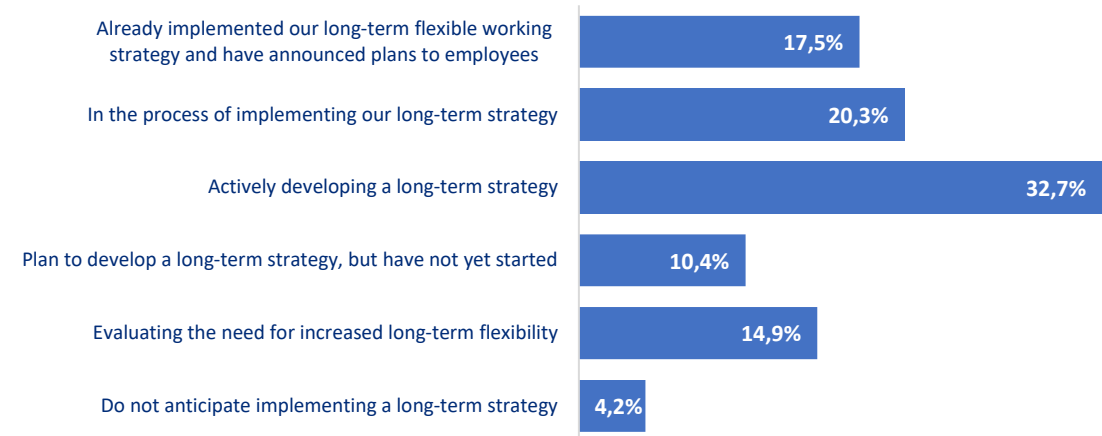 Already implemented our long-term flexible working
strategy and have announced plans to employees
17,5%
In the process of implementing our long-term strategy
20,3%
Actively developing a long-term strategy
32,7%
Plan to develop a long-term strategy, but have not yet started
10,4%
Evaluating the need for increased long-term flexibility
14,9%
Do not anticipate implementing a long-term strategy
4,2%